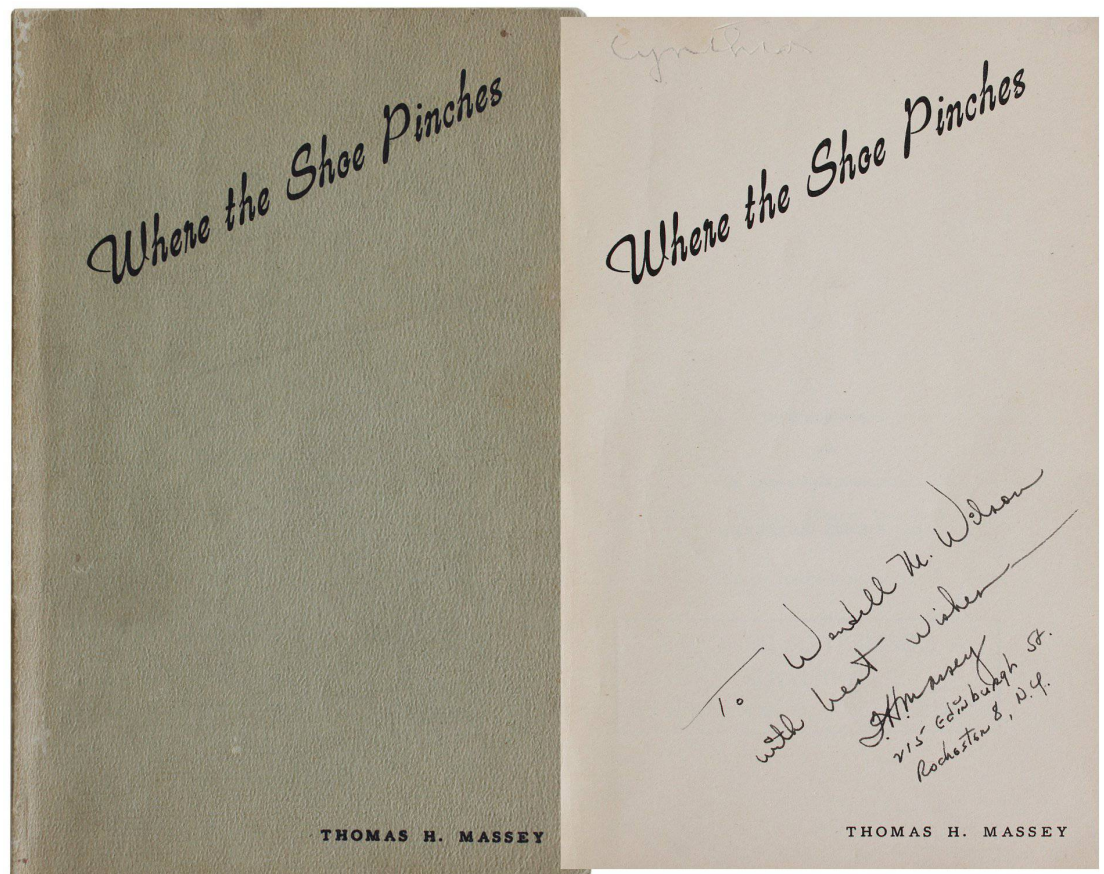 Where the Shoe Pinches
THOMAS H. MASSEY
Cynthia
Where the Shoe Pinches
To Wendell M. Wilson
with best wishes
T.H. Massey
215 Edinburgh St.
Rochester 8, N.Y.
THOMAS H. MASSEY